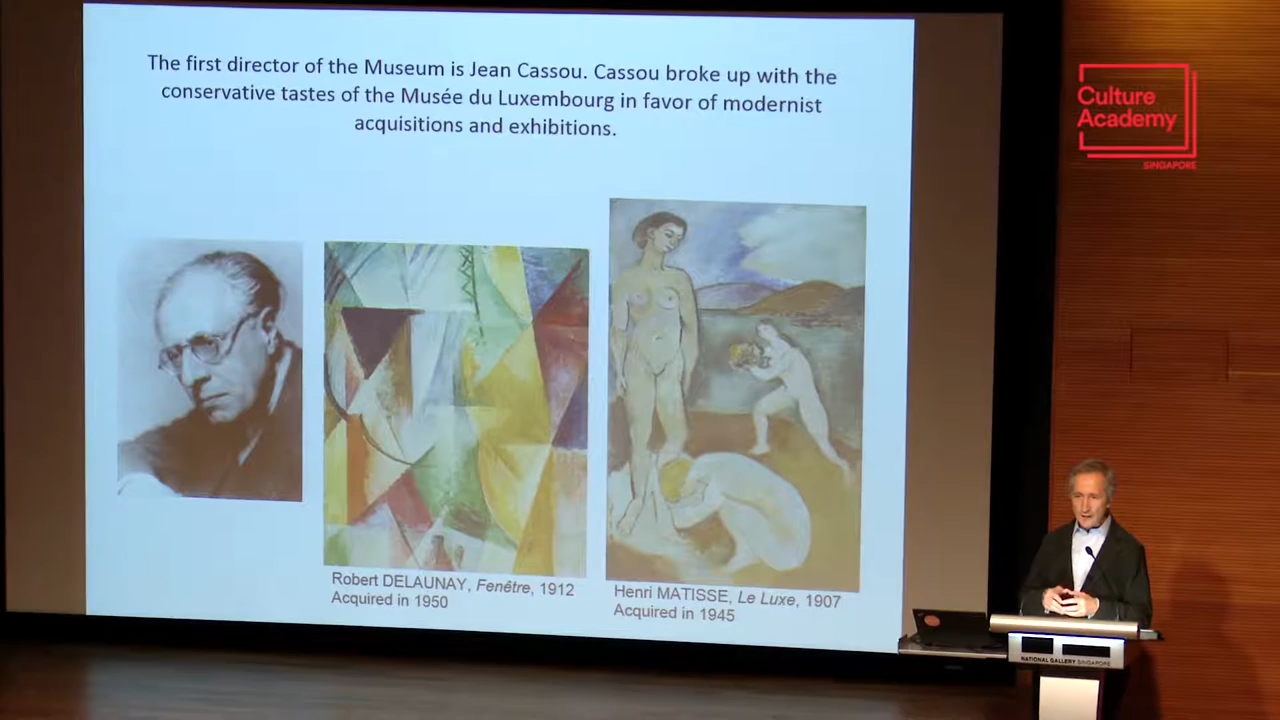 The first director of the Museum is Jean Cassou. Cassou broke up with the
conservative tastes of the Musée du Luxembourg in favor of modernist
acquisitions and exhibitions.
Culture
Academy
SINGAPORE
Robert DELAUNAY, Fenêtre, 1912
Acquired in 1950
Henri MATISSE, Le Luxe, 1907
Acquired in 1945
NATIONAL GALLERY SINGAPORE